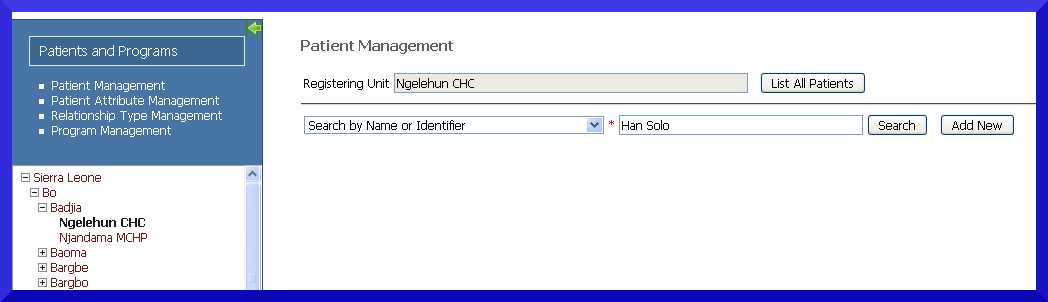 Patients and Programs
Patient Management
Patient Attribute Management
Relationship Type Management
Program Management
Sierra Leone
Bo
Badjia
Ngelehun CHC
Njandama MCHP
Baoma
Bargbe
Bargbo
Patient Management
Registering Unit Ngelehun CHC List All Patients
Search by Name or Identifier * Han Solo Search Add New